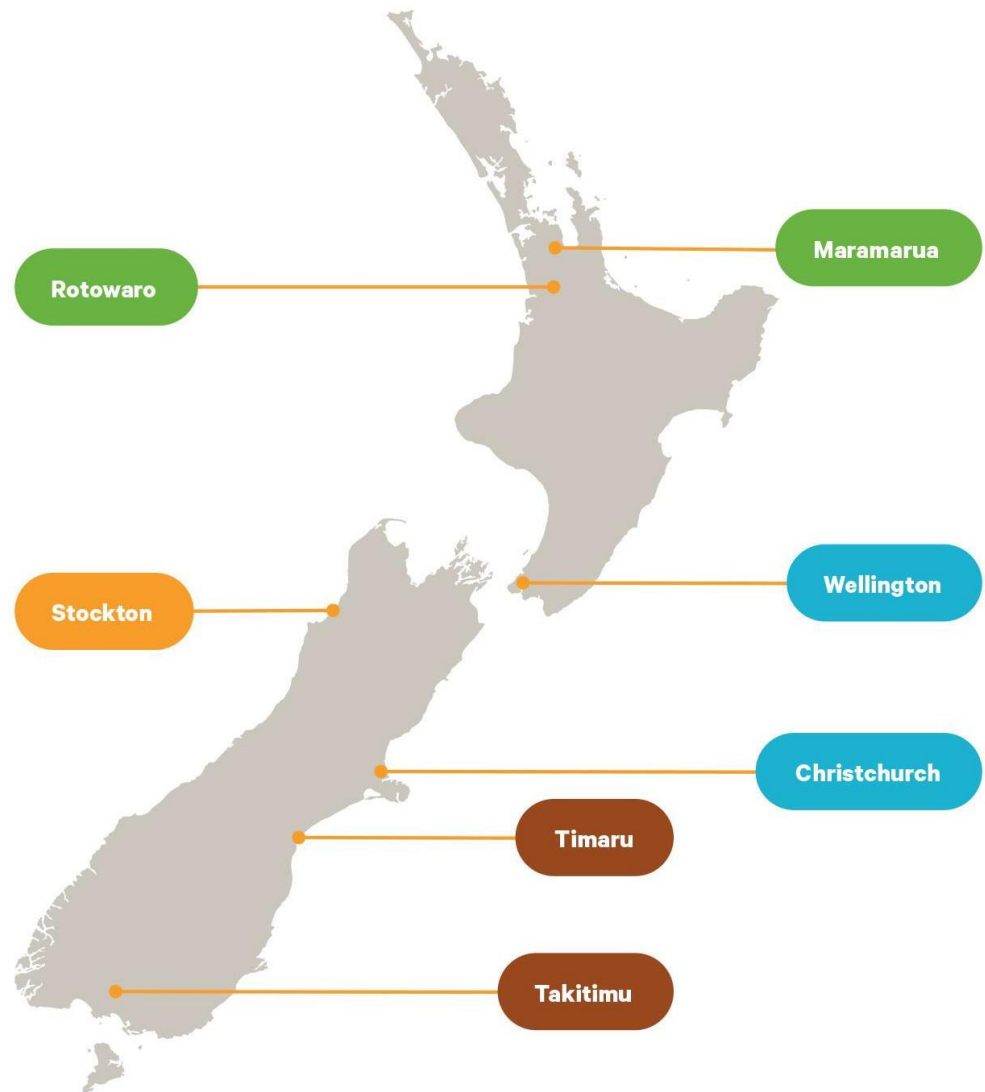 Maramarua
Rotowaro
Wellington
Stockton
Christchurch
Timaru
Takitimu